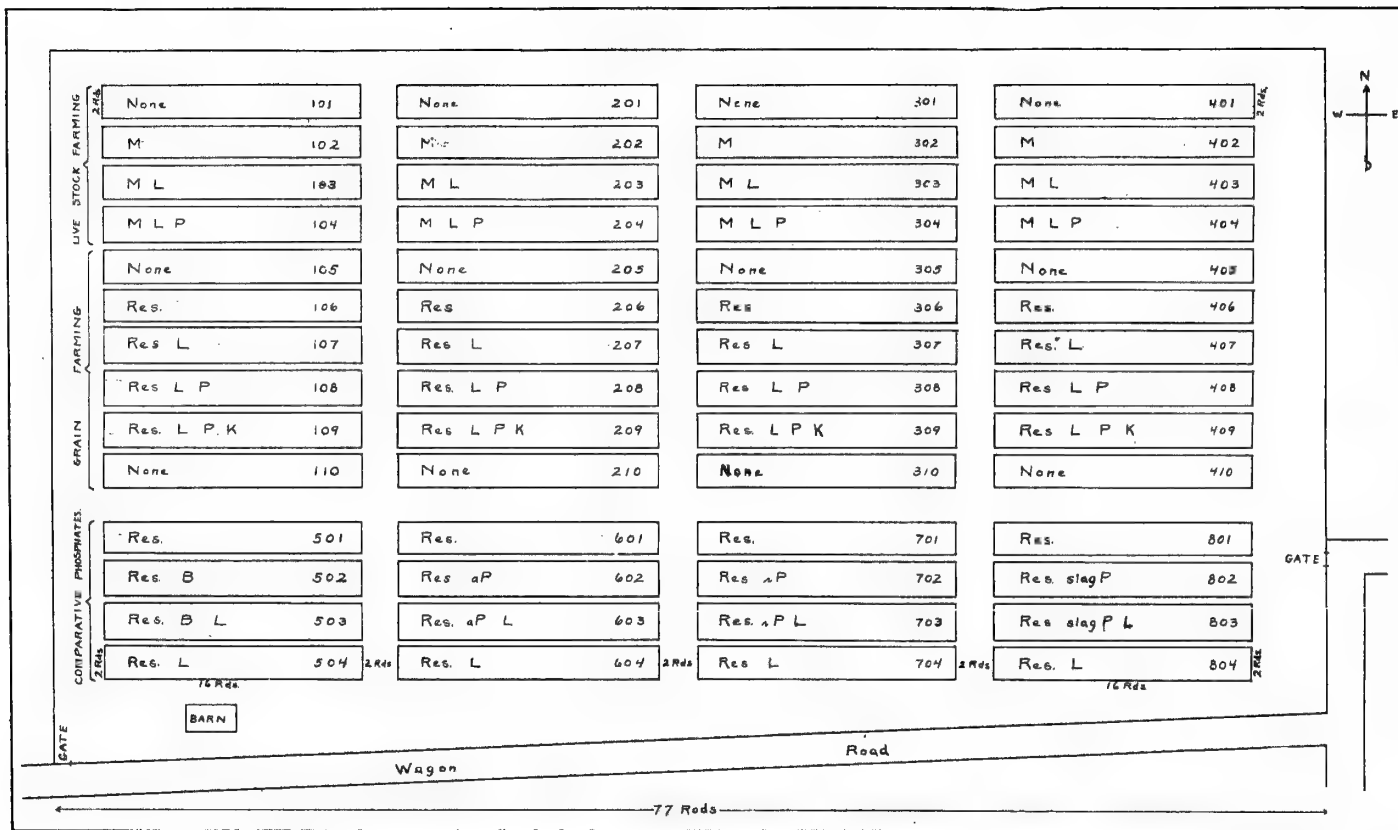 N
W E
LIVE STOCK FARMING
2 Rds
None 101 None 201 None 301 None 401 2 Rds.
M 102 M 202 M 302 M 402
M L 103 M L 203 M L 303 M L 403
M L P 104 M L P 204 M L P 304 M L P 404
GRAIN FARMING
None 105 None 205 None 305 None 405
Res. 106 Res 206 Res 306 Res. 406
Res L 107 Res L 207 Res L 307 Res. L 407
Res L P 108 Res. L P 208 Res L P 308 Res L P 408
Res. L P. K 109 Res L P K 209 Res. L P K 309 Res L P K 409
None 110 None 210 None 310 None 410
COMPARATIVE PHOSPHATES.
Res. 501 Res. 601 Res. 701 Res. 801
GATE
Res. B 502 Res aP 602 Res rP 702 Res. slag P 802
Res. B L 503 Res. aP L 603 Res. rP L 703 Res slag P L 803
2 Rds Res. L 504 2 Rds Res. L 604 2 Rds Res L 704 2 Rds Res. L 804 2 Rds.
16 Rds. 16 Rds
BARN
GATE
Wagon Road
77 Rods